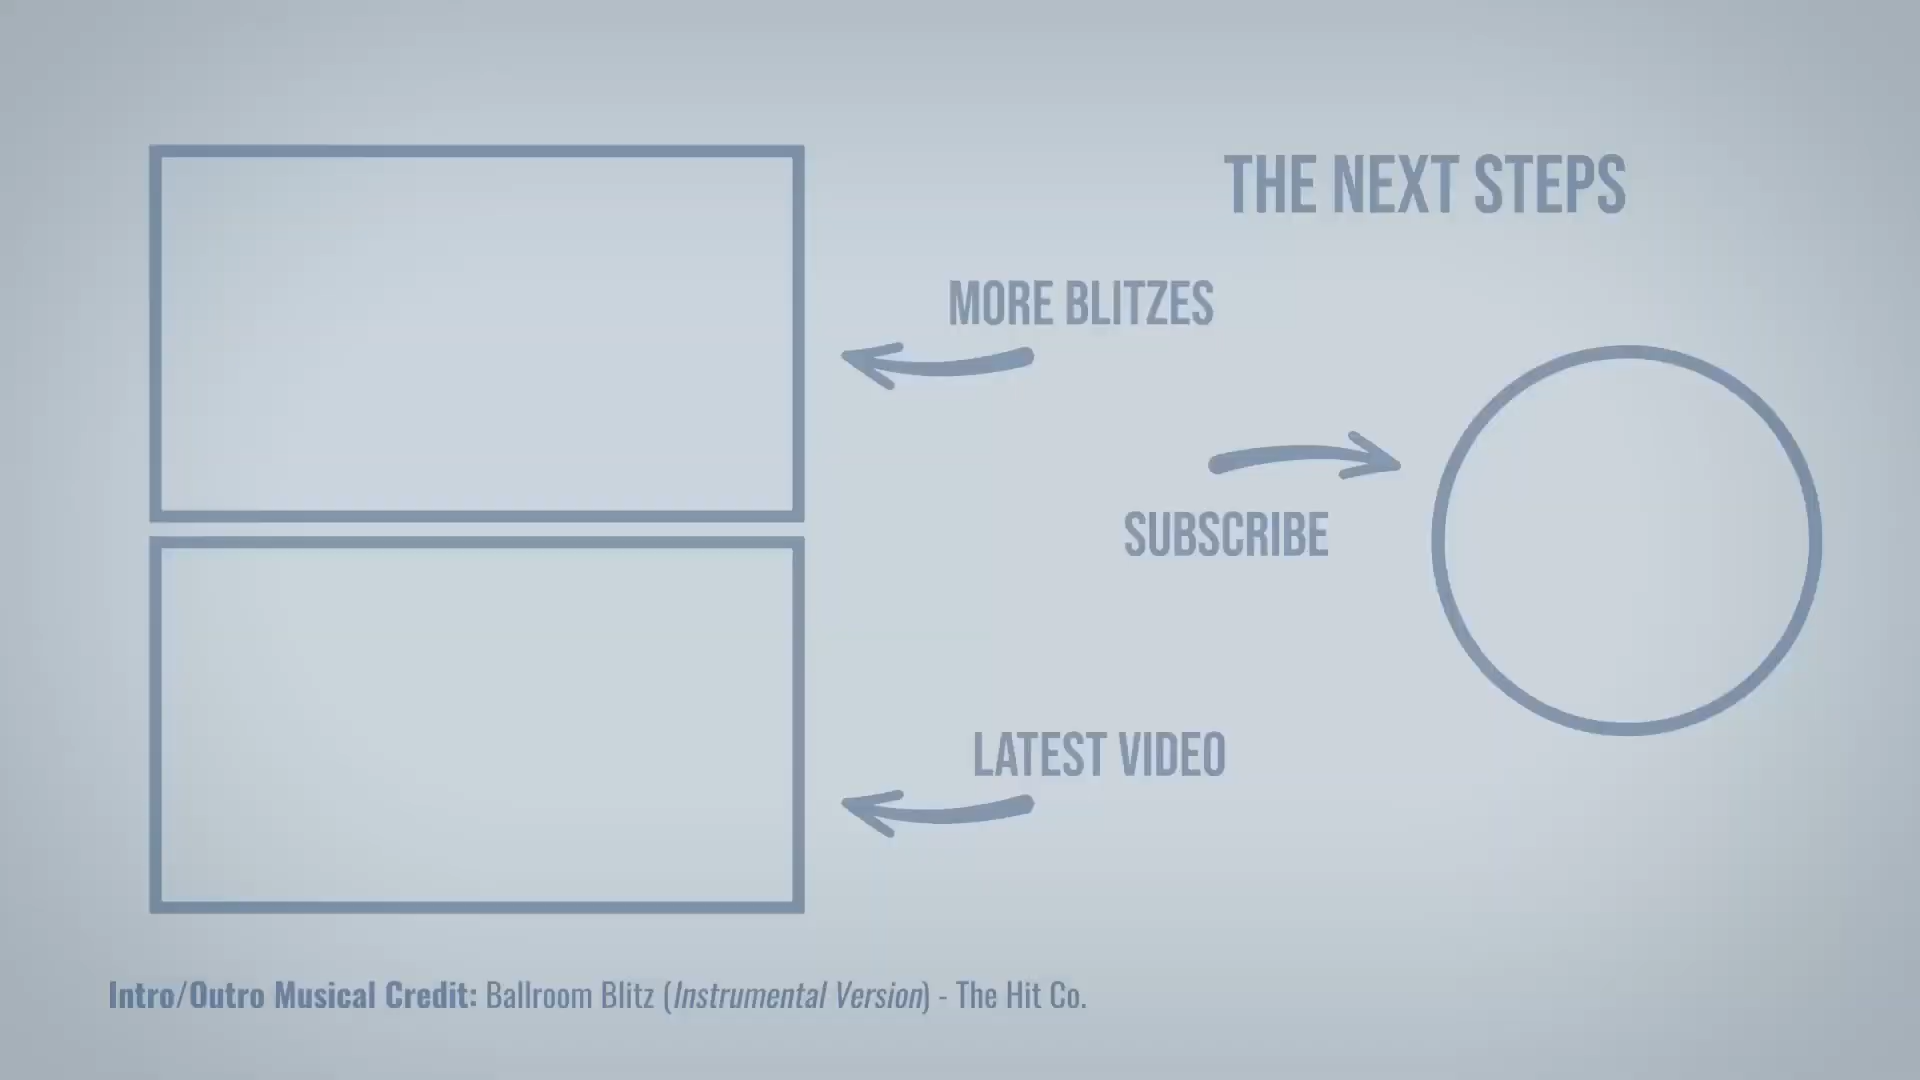 THE NEXT STEPS
MORE BLITZES
SUBSCRIBE
LATEST VIDEO
Intro/Outro Musical Credit: Ballroom Blitz (Instrumental Version) - The Hit Co.